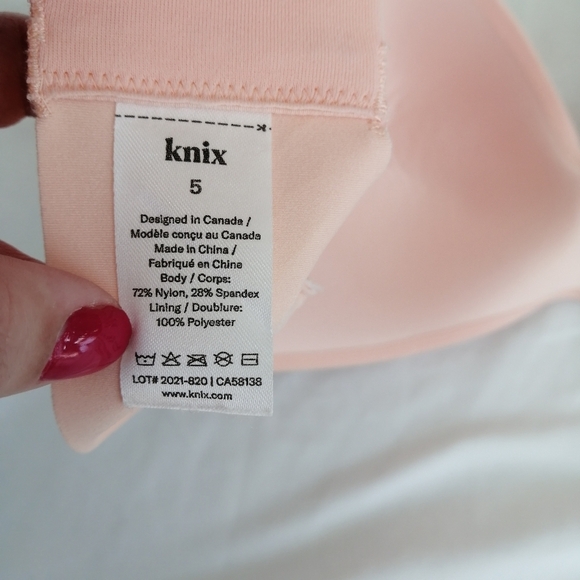 knix
5
Designed in Canada /
Modèle conçu au Canada
Made in China /
Fabriqué en Chine
Body / Corps:
72% Nylon, 28% Spandex
Lining / Doublure:
100% Polyester
LOT# 2021-820 | CA58138
www.knix.com